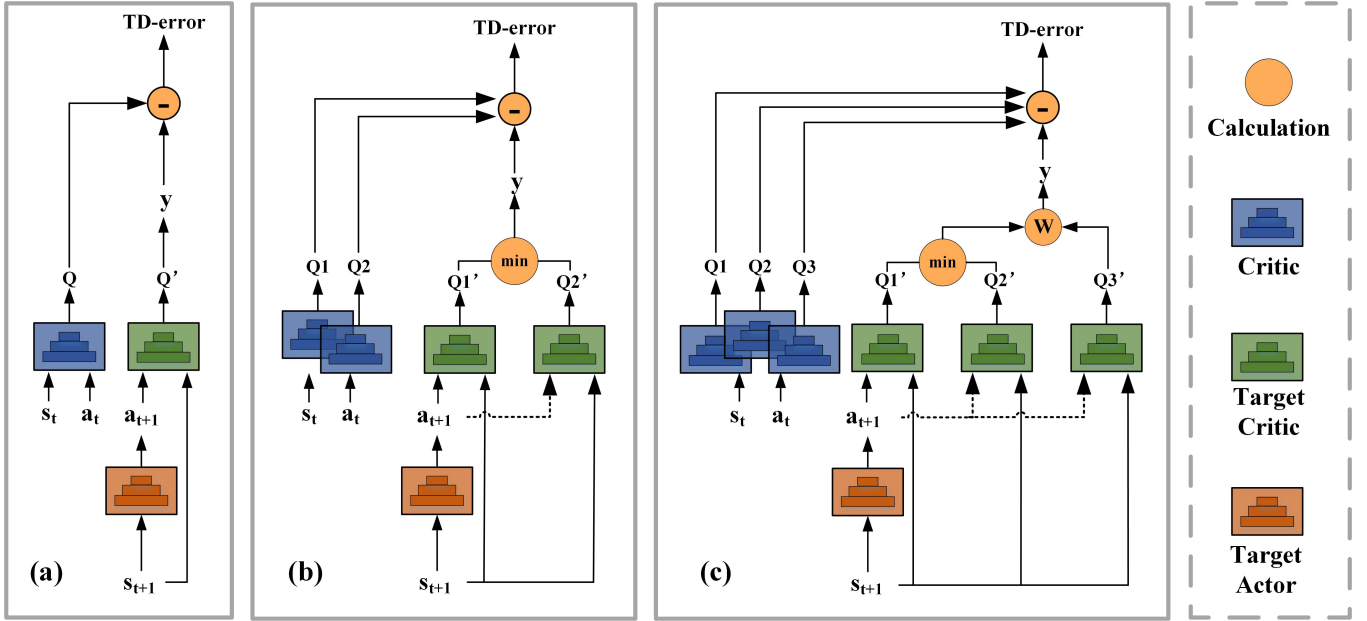 TD-error
-
y
Q
Q'
s_t
a_t
a_{t+1}
(a)
s_{t+1}
TD-error
-
y
min
Q1
Q2
Q1'
Q2'
s_t
a_t
a_{t+1}
(b)
s_{t+1}
TD-error
-
y
W
min
Q1
Q2
Q3
Q1'
Q2'
Q3'
s_t
a_t
a_{t+1}
(c)
s_{t+1}
Calculation
Critic
Target
Critic
Target
Actor